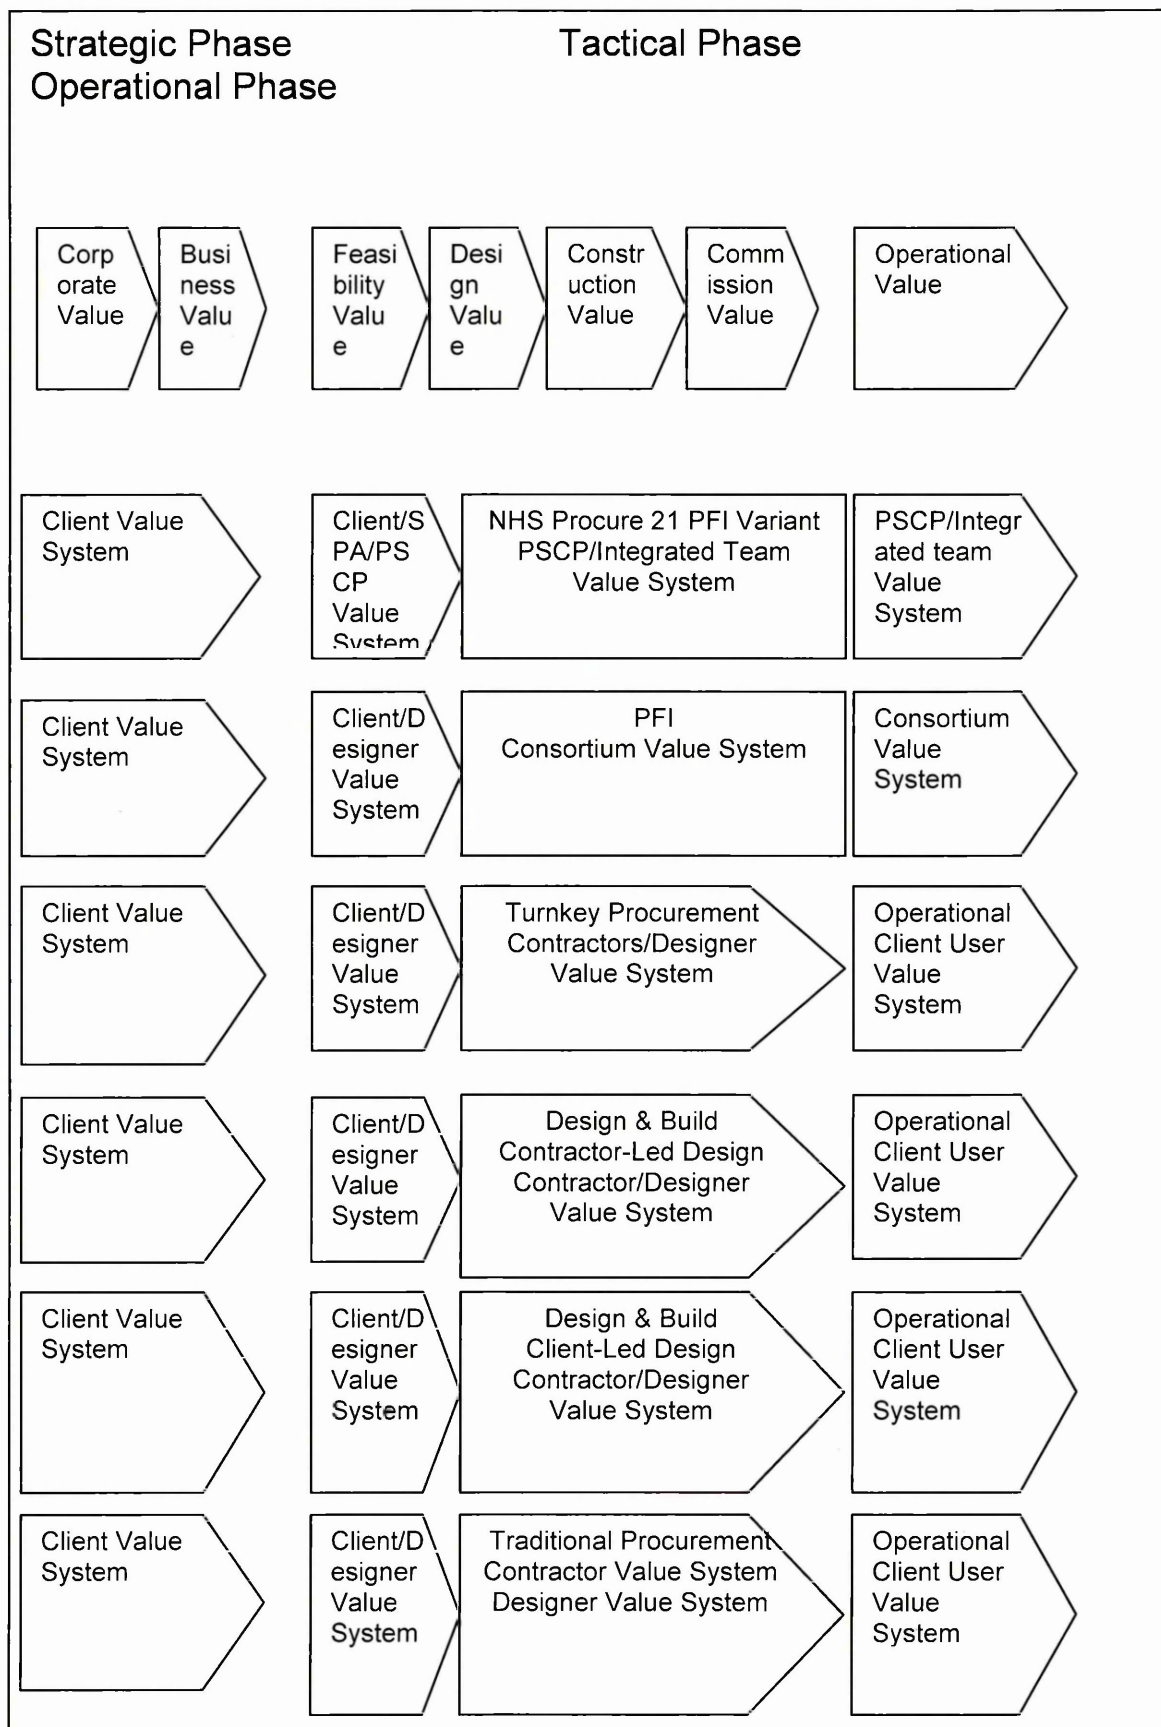 Strategic Phase Tactical Phase
Operational Phase
Corp
orate
Value
Busi
ness
Valu
e
Feasi
bility
Valu
e
Desi
gn
Valu
e
Constr
uction
Value
Comm
ission
Value
Operational
Value
Client Value
System
Client/S
PA/PS
CP
Value
System
NHS Procure 21 PFI Variant
PSCP/Integrated Team
Value System
PSCP/Integr
ated team
Value
System
Client Value
System
Client/D
esigner
Value
System
PFI
Consortium Value System
Consortium
Value
System
Client Value
System
Client/D
esigner
Value
System
Turnkey Procurement
Contractors/Designer
Value System
Operational
Client User
Value
System
Client Value
System
Client/D
esigner
Value
System
Design & Build
Contractor-Led Design
Contractor/Designer
Value System
Operational
Client User
Value
System
Client Value
System
Client/D
esigner
Value
System
Design & Build
Client-Led Design
Contractor/Designer
Value System
Operational
Client User
Value
System
Client Value
System
Client/D
esigner
Value
System
Traditional Procurement
Contractor Value System
Designer Value System
Operational
Client User
Value
System